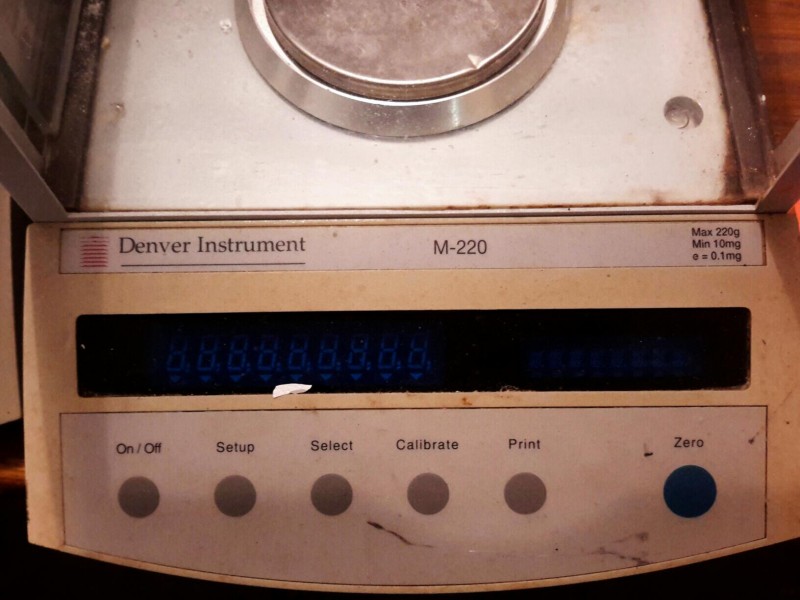 Denver Instrument
M-220
Max 220g
Min 10mg
e = 0.1mg
On / Off
Setup
Select
Calibrate
Print
Zero